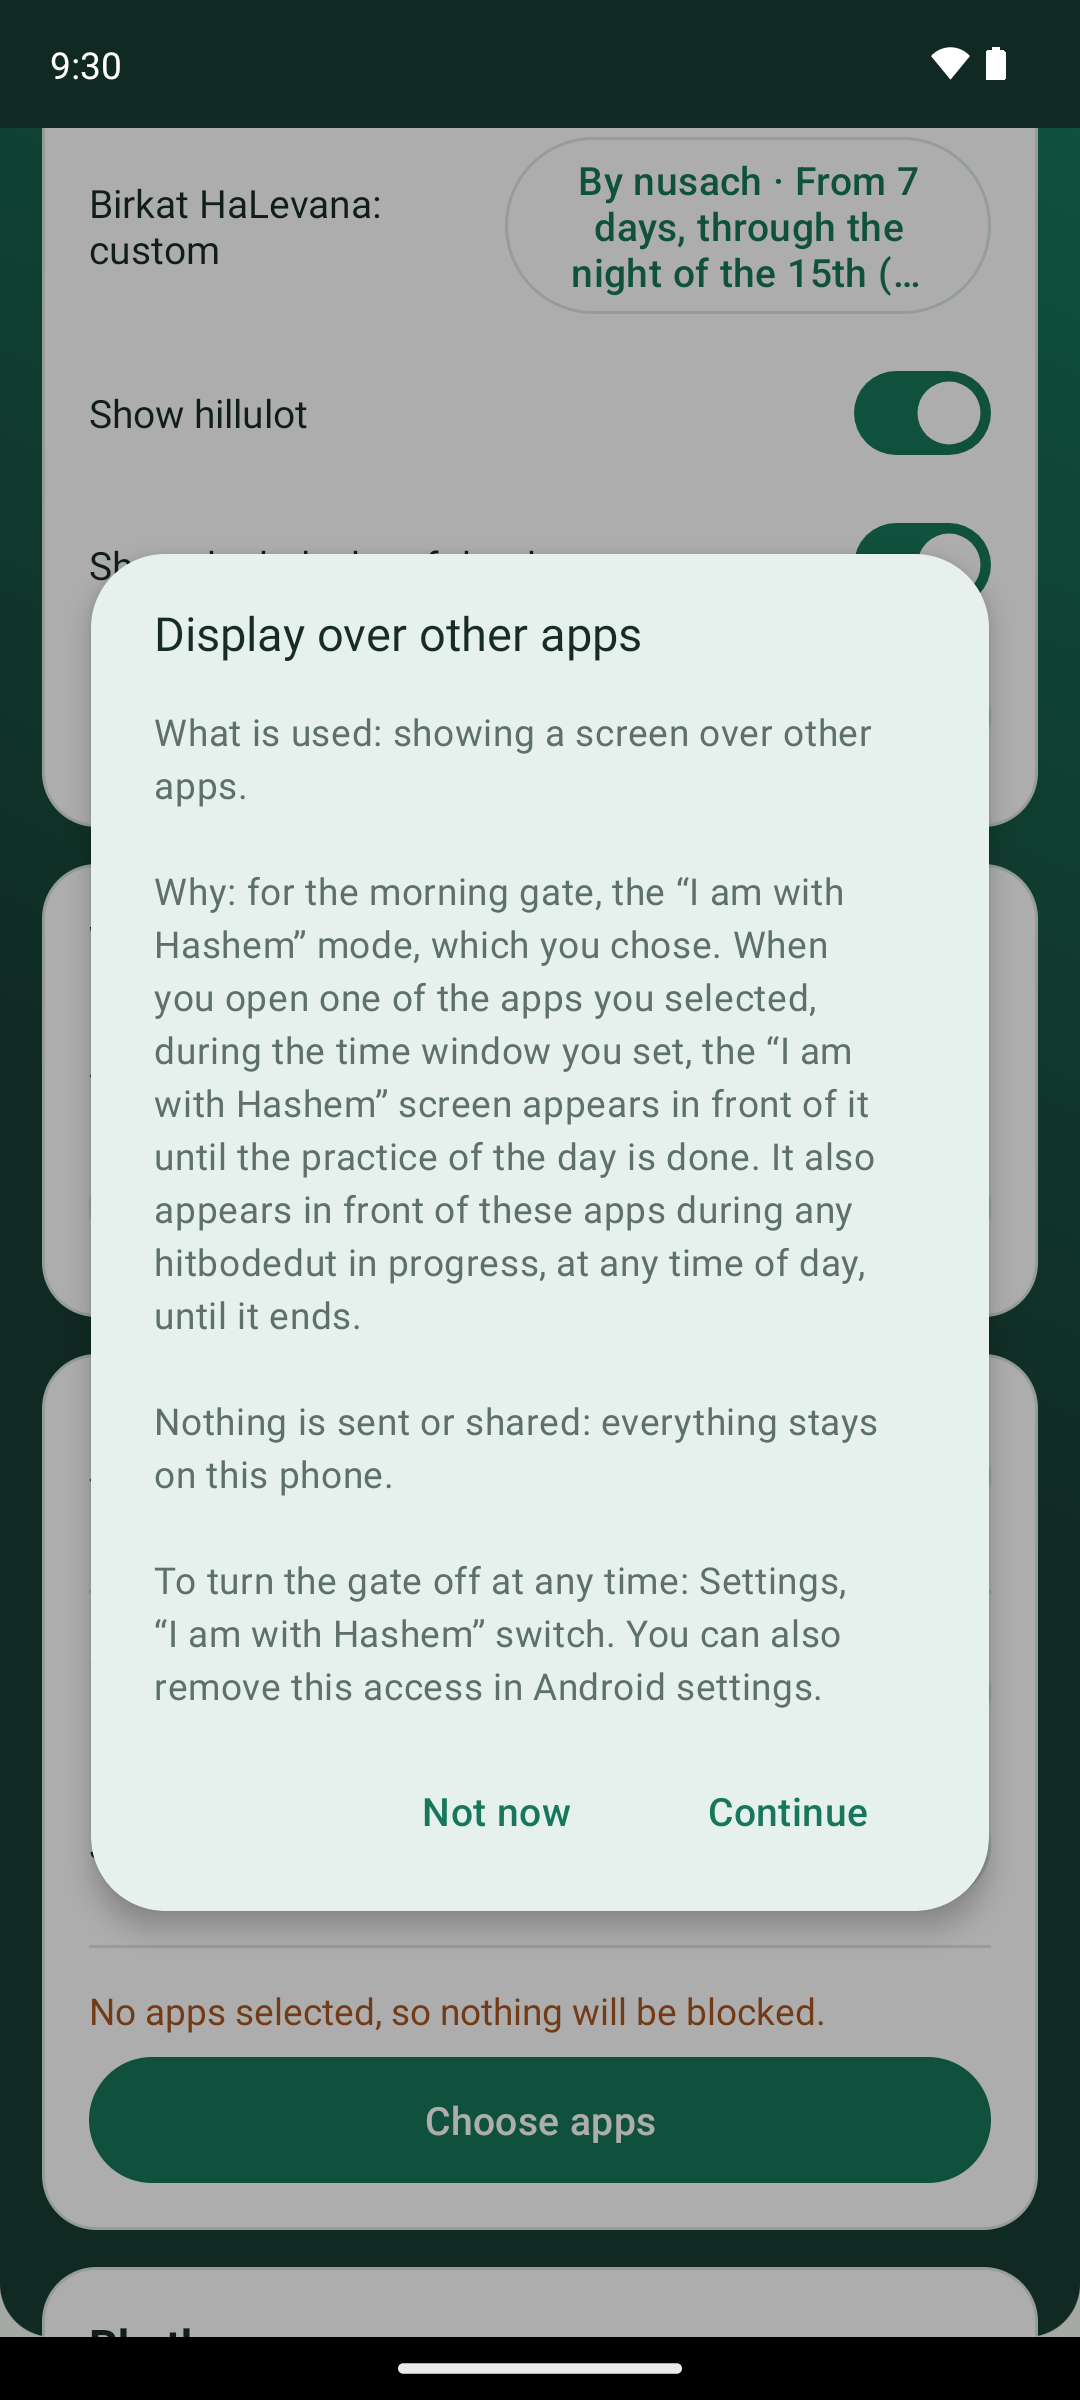 9:30
Birkat HaLevana:
custom
By nusach · From 7
days, through the
night of the 15th (…
Show hillulot
Display over other apps
What is used: showing a screen over other
apps.
Why: for the morning gate, the “I am with
Hashem” mode, which you chose. When
you open one of the apps you selected,
during the time window you set, the “I am
with Hashem” screen appears in front of it
until the practice of the day is done. It also
appears in front of these apps during any
hitbodedut in progress, at any time of day,
until it ends.
Nothing is sent or shared: everything stays
on this phone.
To turn the gate off at any time: Settings,
“I am with Hashem” switch. You can also
remove this access in Android settings.
Not now
Continue
No apps selected, so nothing will be blocked.
Choose apps